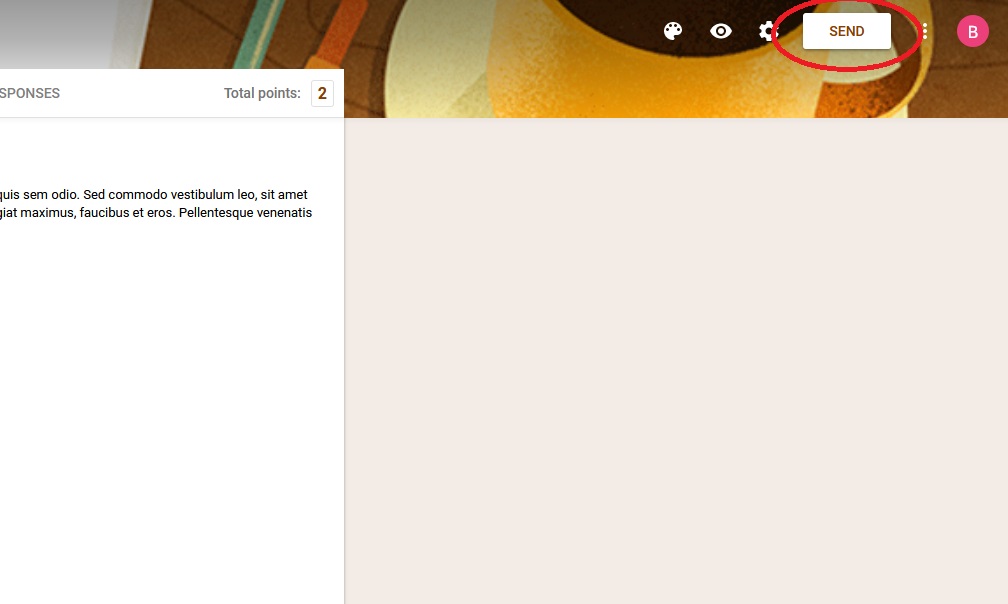 SEND
B
SPONSES
Total points: 2
quis sem odio. Sed commodo vestibulum leo, sit amet
giat maximus, faucibus et eros. Pellentesque venenatis